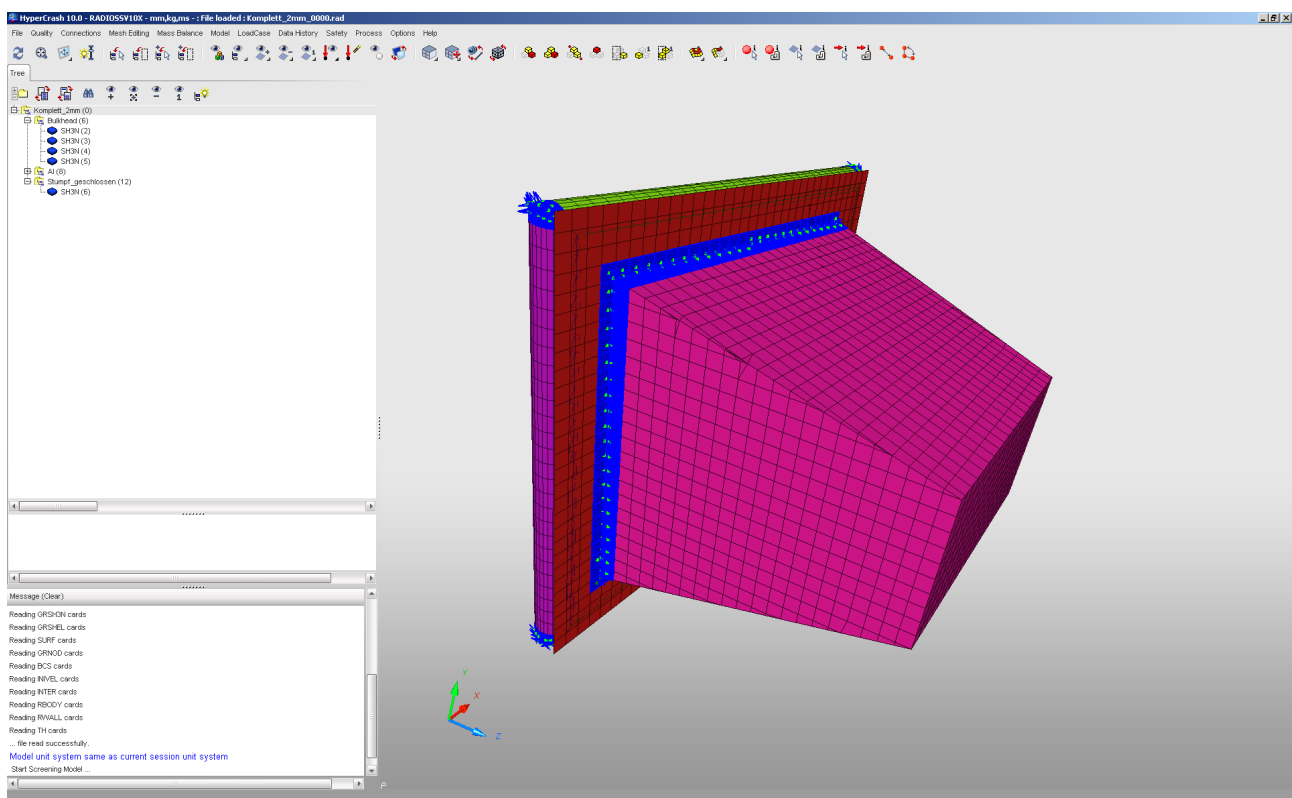 HyperCrash 10.0 - RADIOSSV10X - mm,kg,ms - : File loaded : Komplett_2mm_0000.rad
File Quality Connections Mesh Editing Mass Balance Model LoadCase Data History Safety Process Options Help
Tree
Komplett_2mm (0)
Bulkhead (6)
SH3N (2)
SH3N (3)
SH3N (4)
SH3N (5)
Al (8)
Stumpf_geschlossen (12)
SH3N (6)
Message (Clear)
Reading GRSH3N cards
Reading GRSHEL cards
Reading SURF cards
Reading GRNOD cards
Reading BCS cards
Reading INIVEL cards
Reading INTER cards
Reading RBODY cards
Reading RWALL cards
Reading TH cards
... file read successfully.
Model unit system same as current session unit system
Start Screening Model ...
Y
X
Z